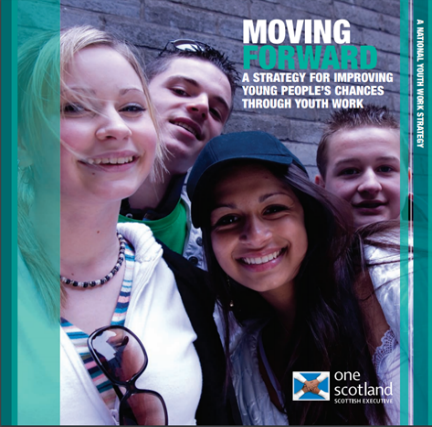 MOVING
FORWARD
A STRATEGY FOR IMPROVING
YOUNG PEOPLE'S CHANCES
THROUGH YOUTH WORK
A NATIONAL YOUTH WORK STRATEGY
one
scotland
SCOTTISH EXECUTIVE